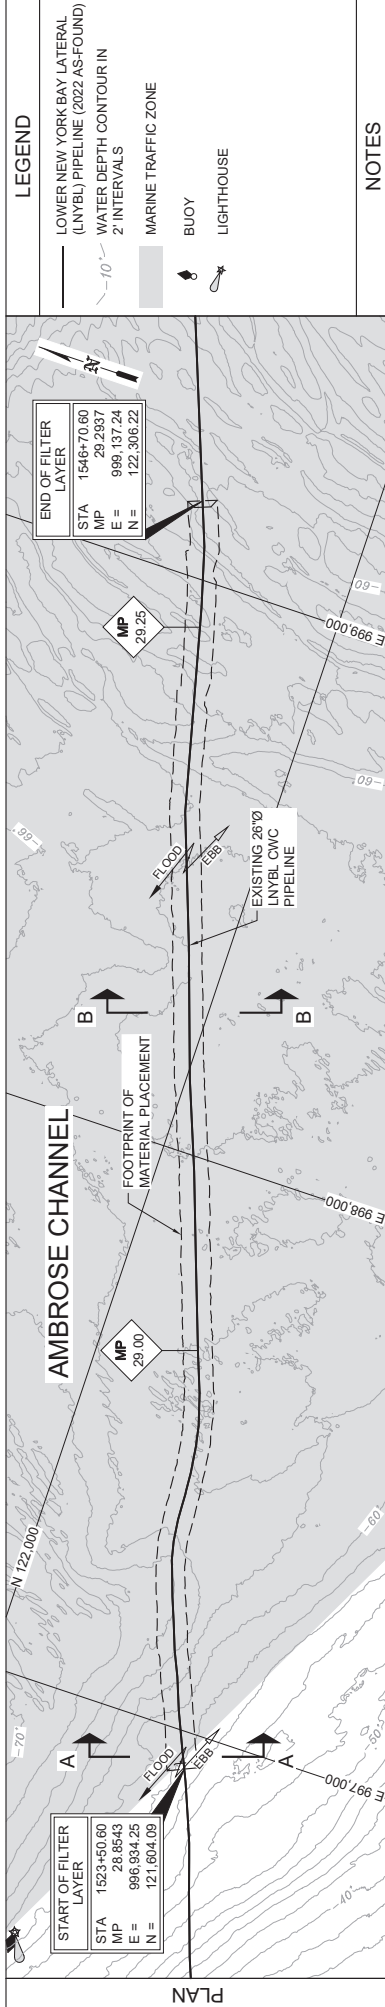 PLAN
START OF FILTER
LAYER
STA 1523+50.60
MP 28.8543
E = 996,934.25
N = 121,604.09
-70'
N 122,000
AMBROSE CHANNEL
-66-
A
A
FLOOD
EBB
-40'
-50'
E 997,000
-60'
MP
29.00
FOOTPRINT OF
MATERIAL PLACEMENT
E 998,000
B
B
FLOOD
EBB
EXISTING 26"Ø
LNYBL CWC
PIPELINE
MP
29.25
END OF FILTER
LAYER
STA 1546+70.60
MP 29.2937
E = 999,137.24
N = 122,306.22
-60
E 999,000
-60
N
LEGEND
LOWER NEW YORK BAY LATERAL
(LNYBL) PIPELINE (2022 AS-FOUND)
-10'
WATER DEPTH CONTOUR IN
2' INTERVALS
MARINE TRAFFIC ZONE
BUOY
LIGHTHOUSE
NOTES